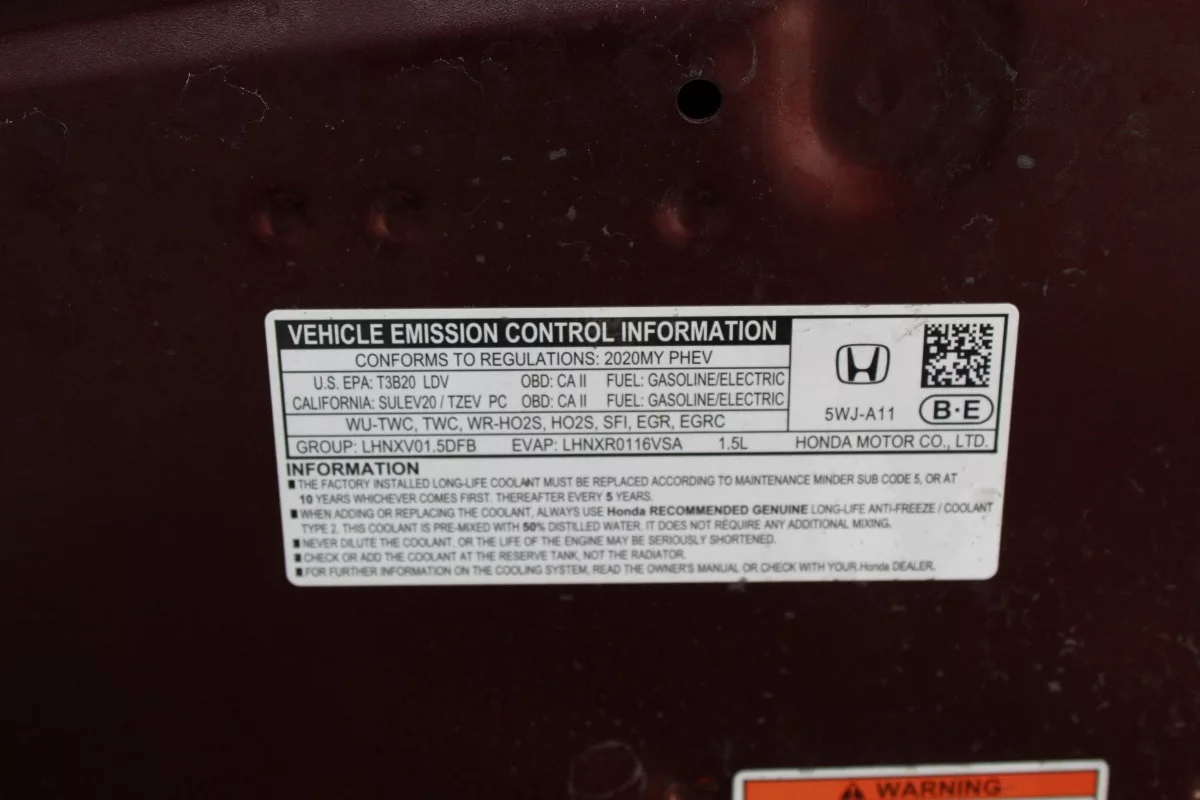 VEHICLE EMISSION CONTROL INFORMATION
CONFORMS TO REGULATIONS: 2020MY PHEV
U.S. EPA: T3B20 LDV OBD: CA II FUEL: GASOLINE/ELECTRIC
CALIFORNIA: SULEV20 / TZEV PC OBD: CA II FUEL: GASOLINE/ELECTRIC
WU-TWC, TWC, WR-HO2S, HO2S, SFI, EGR, EGRC
GROUP: LHNXV01.5DFB EVAP: LHNXR0116VSA 1.5L
5WJ-A11
B·E
HONDA MOTOR CO., LTD.
INFORMATION
■ THE FACTORY INSTALLED LONG-LIFE COOLANT MUST BE REPLACED ACCORDING TO MAINTENANCE MINDER SUB CODE 5, OR AT
10 YEARS WHICHEVER COMES FIRST. THEREAFTER EVERY 5 YEARS.
■ WHEN ADDING OR REPLACING THE COOLANT, ALWAYS USE Honda RECOMMENDED GENUINE LONG-LIFE ANTI-FREEZE / COOLANT
TYPE 2. THIS COOLANT IS PRE-MIXED WITH 50% DISTILLED WATER. IT DOES NOT REQUIRE ANY ADDITIONAL MIXING.
■ NEVER DILUTE THE COOLANT, OR THE LIFE OF THE ENGINE MAY BE SERIOUSLY SHORTENED.
■ CHECK OR ADD THE COOLANT AT THE RESERVE TANK, NOT THE RADIATOR.
■ FOR FURTHER INFORMATION ON THE COOLING SYSTEM, READ THE OWNER'S MANUAL OR CHECK WITH YOUR Honda DEALER.
WARNING